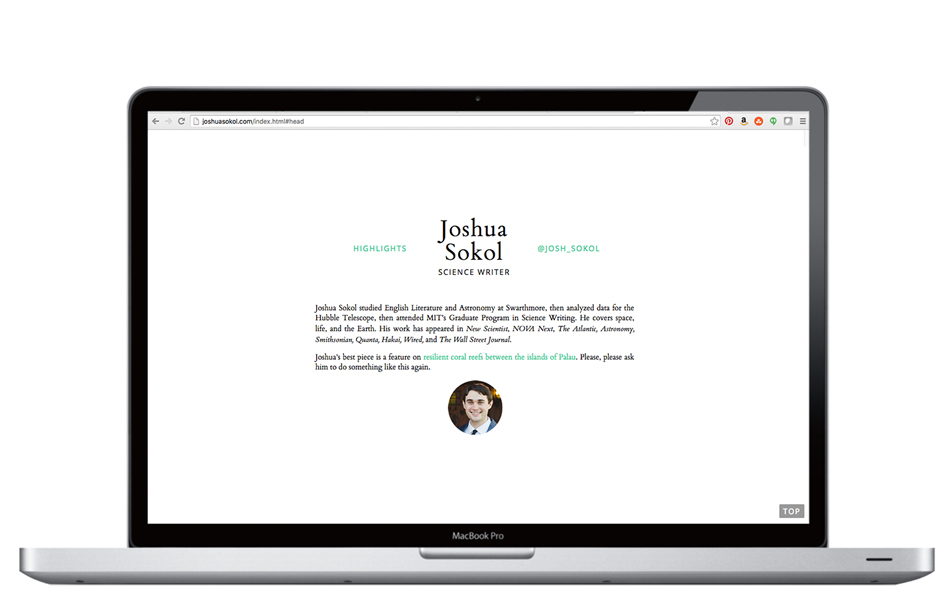 joshuasokol.com/index.html#head
Joshua
Sokol
HIGHLIGHTS
@JOSH_SOKOL
SCIENCE WRITER
Joshua Sokol studied English Literature and Astronomy at Swarthmore, then analyzed data for the
Hubble Telescope, then attended MIT's Graduate Program in Science Writing. He covers space,
life, and the Earth. His work has appeared in New Scientist, NOVA Next, The Atlantic, Astronomy,
Smithsonian, Quanta, Hakai, Wired, and The Wall Street Journal.
Joshua's best piece is a feature on resilient coral reefs between the islands of Palau. Please, please ask
him to do something like this again.
TOP
MacBook Pro